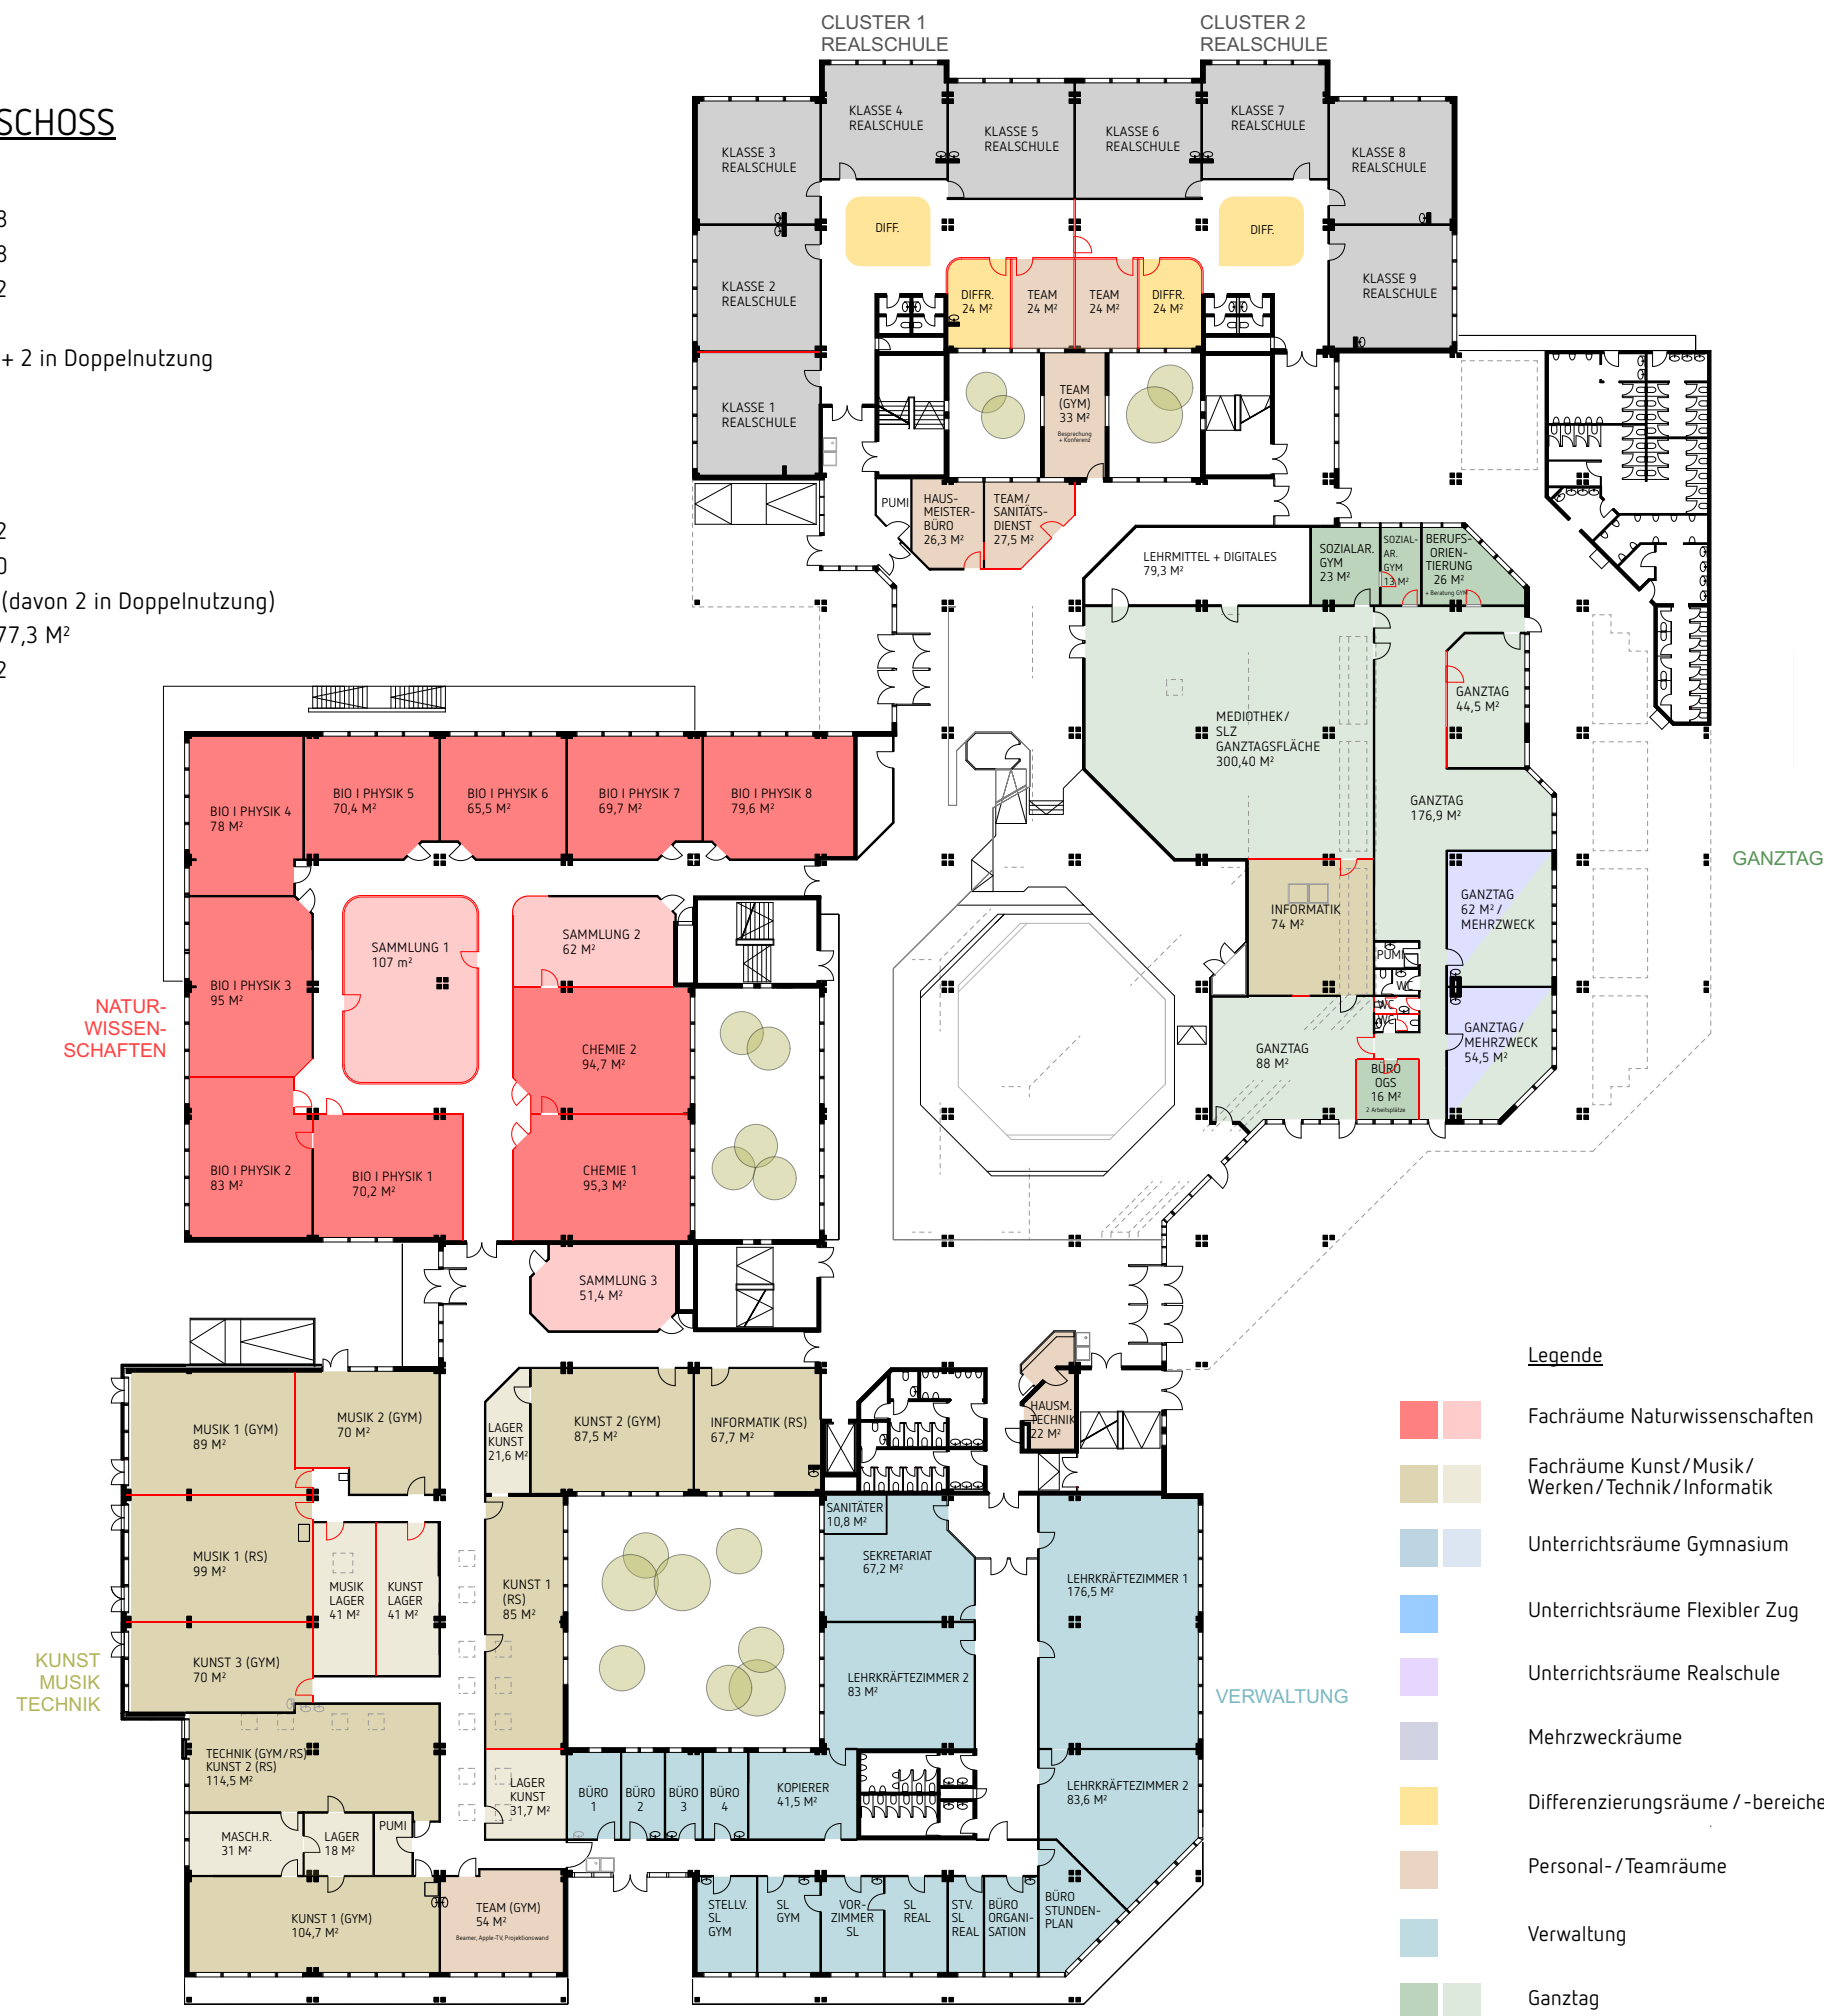 SCHOSS
3
3
2
+ 2 in Doppelnutzung
2
0
(davon 2 in Doppelnutzung)
77,3 M²
2
CLUSTER 1
REALSCHULE
CLUSTER 2
REALSCHULE
KLASSE 3
REALSCHULE
KLASSE 4
REALSCHULE
KLASSE 5
REALSCHULE
KLASSE 6
REALSCHULE
KLASSE 7
REALSCHULE
KLASSE 8
REALSCHULE
KLASSE 2
REALSCHULE
KLASSE 9
REALSCHULE
KLASSE 1
REALSCHULE
DIFF.
DIFF.
DIFFR.
24 M²
TEAM
24 M²
TEAM
24 M²
DIFFR.
24 M²
TEAM
(GYM)
33 M²
Besprechung
+ Konferenz
PUMI
HAUS-
MEISTER-
BÜRO
26,3 M²
TEAM/
SANITÄTS-
DIENST
27,5 M²
LEHRMITTEL + DIGITALES
79,3 M²
SOZIALAR.
GYM
23 M²
SOZIAL-
AR.
GYM
13 M²
BERUFS-
ORIEN-
TIERUNG
26 M²
+ Beratung GYM
GANZTAG
44,5 M²
MEDIOTHEK/
SLZ
GANZTAGSFLÄCHE
300,40 M²
GANZTAG
176,9 M²
GANZTAG
GANZTAG
62 M² /
MEHRZWECK
INFORMATIK
74 M²
PUMI
WC
WC
WC
GANZTAG/
MEHRZWECK
54,5 M²
GANZTAG
88 M²
BÜRO
OGS
16 M²
2 Arbeitsplätze
BIO I PHYSIK 4
78 M²
BIO I PHYSIK 5
70,4 M²
BIO I PHYSIK 6
65,5 M²
BIO I PHYSIK 7
69,7 M²
BIO I PHYSIK 8
79,6 M²
SAMMLUNG 1
107 m²
SAMMLUNG 2
62 M²
BIO I PHYSIK 3
95 M²
NATUR-
WISSEN-
SCHAFTEN
CHEMIE 2
94,7 M²
BIO I PHYSIK 2
83 M²
BIO I PHYSIK 1
70,2 M²
CHEMIE 1
95,3 M²
SAMMLUNG 3
51,4 M²
MUSIK 1 (GYM)
89 M²
MUSIK 2 (GYM)
70 M²
LAGER
KUNST
21,6 M²
KUNST 2 (GYM)
87,5 M²
INFORMATIK (RS)
67,7 M²
HAUSM.
TECHNIK
22 M²
SANITÄTER
10,8 M²
SEKRETARIAT
67,2 M²
MUSIK 1 (RS)
99 M²
MUSIK
LAGER
41 M²
KUNST
LAGER
41 M²
KUNST 1
(RS)
85 M²
LEHRKRÄFTEZIMMER 1
176,5 M²
KUNST 3 (GYM)
70 M²
KUNST
MUSIK
TECHNIK
LEHRKRÄFTEZIMMER 2
83 M²
VERWALTUNG
TECHNIK (GYM/RS)
KUNST 2 (RS)
114,5 M²
LAGER
KUNST
31,7 M²
BÜRO
1
BÜRO
2
BÜRO
3
BÜRO
4
KOPIERER
41,5 M²
LEHRKRÄFTEZIMMER 2
83,6 M²
MASCH.R.
31 M²
LAGER
18 M²
PUMI
KUNST 1 (GYM)
104,7 M²
TEAM (GYM)
54 M²
Beamer, Apple-TV, Projektionswand
STELLV.
SL
GYM
SL
GYM
VOR-
ZIMMER
SL
SL
REAL
STV.
SL
REAL
BÜRO
ORGANI-
SATION
BÜRO
STUNDEN-
PLAN
Legende
Fachräume Naturwissenschaften
Fachräume Kunst/Musik/
Werken/Technik/Informatik
Unterrichtsräume Gymnasium
Unterrichtsräume Flexibler Zug
Unterrichtsräume Realschule
Mehrzweckräume
Differenzierungsräume / -bereiche
Personal-/Teamräume
Verwaltung
Ganztag